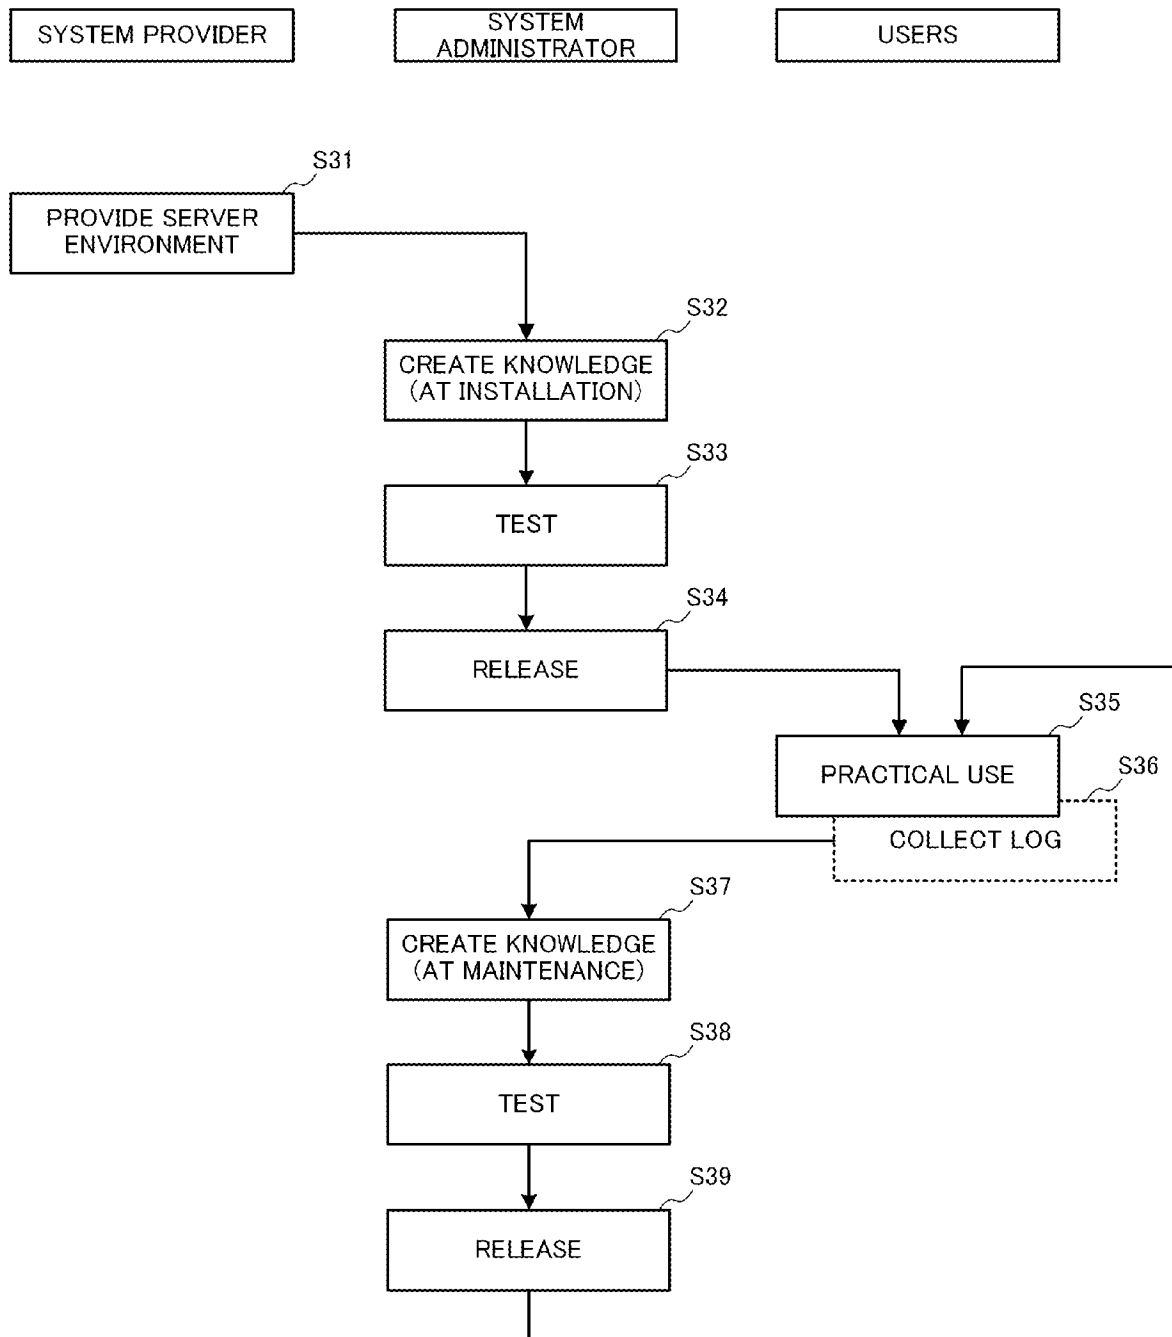 SYSTEM PROVIDER
SYSTEM
ADMINISTRATOR
USERS
S31
PROVIDE SERVER
ENVIRONMENT
S32
CREATE KNOWLEDGE
(AT INSTALLATION)
S33
TEST
S34
RELEASE
S35
PRACTICAL USE
S36
COLLECT LOG
S37
CREATE KNOWLEDGE
(AT MAINTENANCE)
S38
TEST
S39
RELEASE